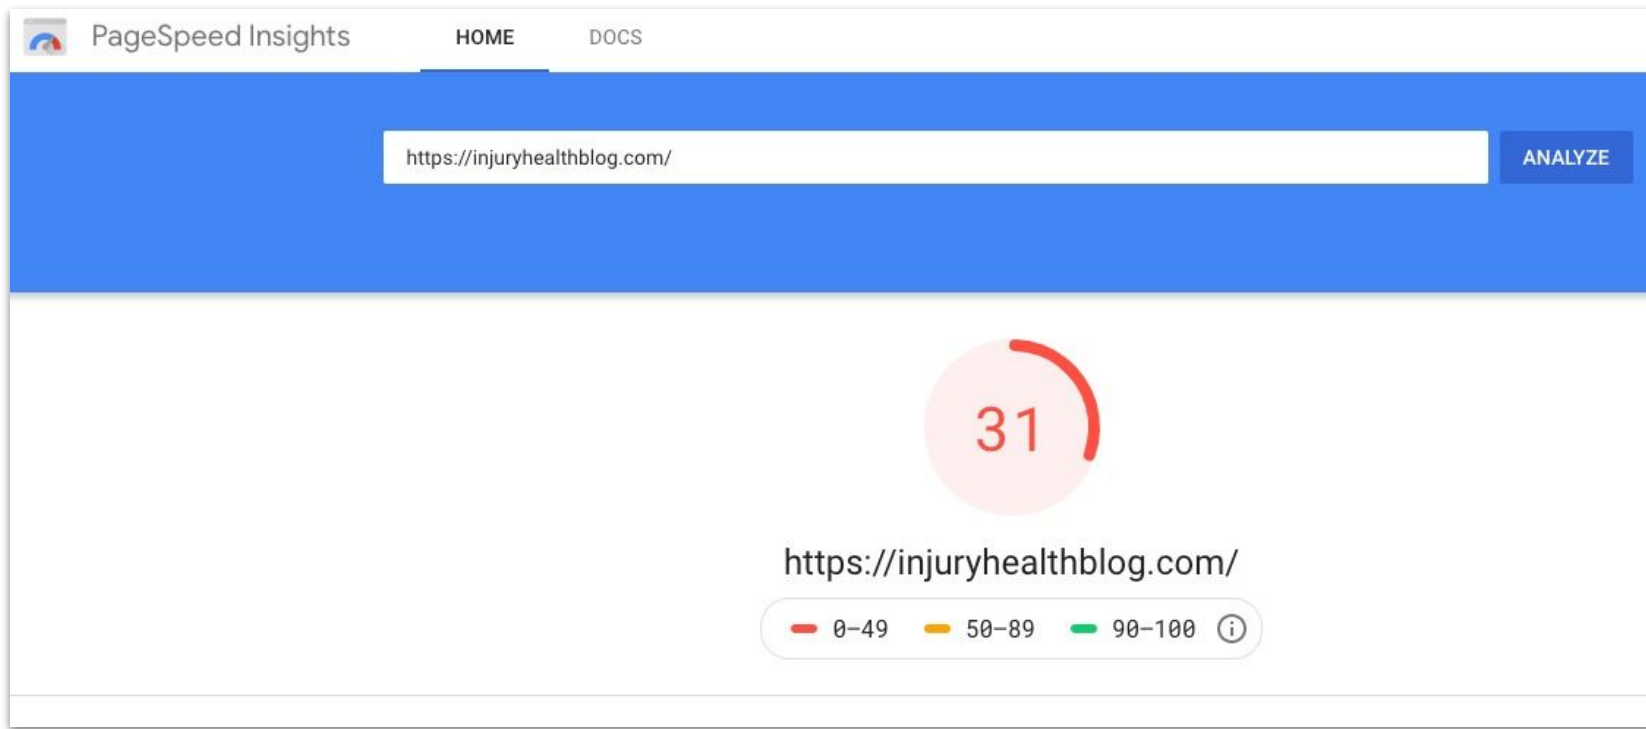 PageSpeed Insights HOME DOCS
https://injuryhealthblog.com/ ANALYZE
31
https://injuryhealthblog.com/
0–49 50–89 90–100